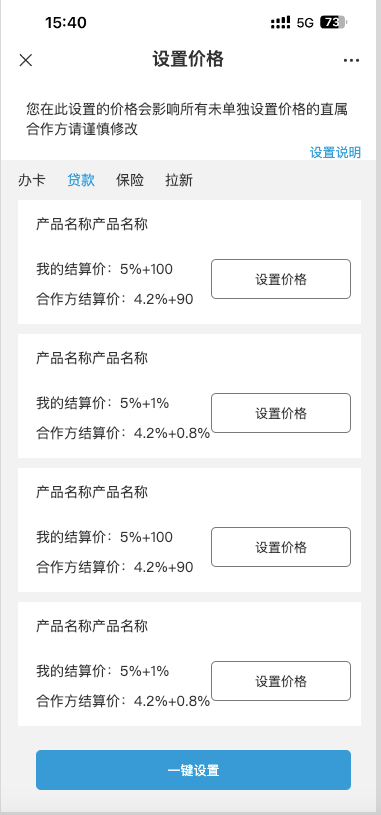 15:40 5G 73
设置价格
您在此设置的价格会影响所有未单独设置价格的直属
合作方请谨慎修改
设置说明
办卡 贷款 保险 拉新
产品名称产品名称
我的结算价：5%+100
设置价格
合作方结算价：4.2%+90
产品名称产品名称
我的结算价：5%+1%
设置价格
合作方结算价：4.2%+0.8%
产品名称产品名称
我的结算价：5%+100
设置价格
合作方结算价：4.2%+90
产品名称产品名称
我的结算价：5%+1%
设置价格
合作方结算价：4.2%+0.8%
一键设置